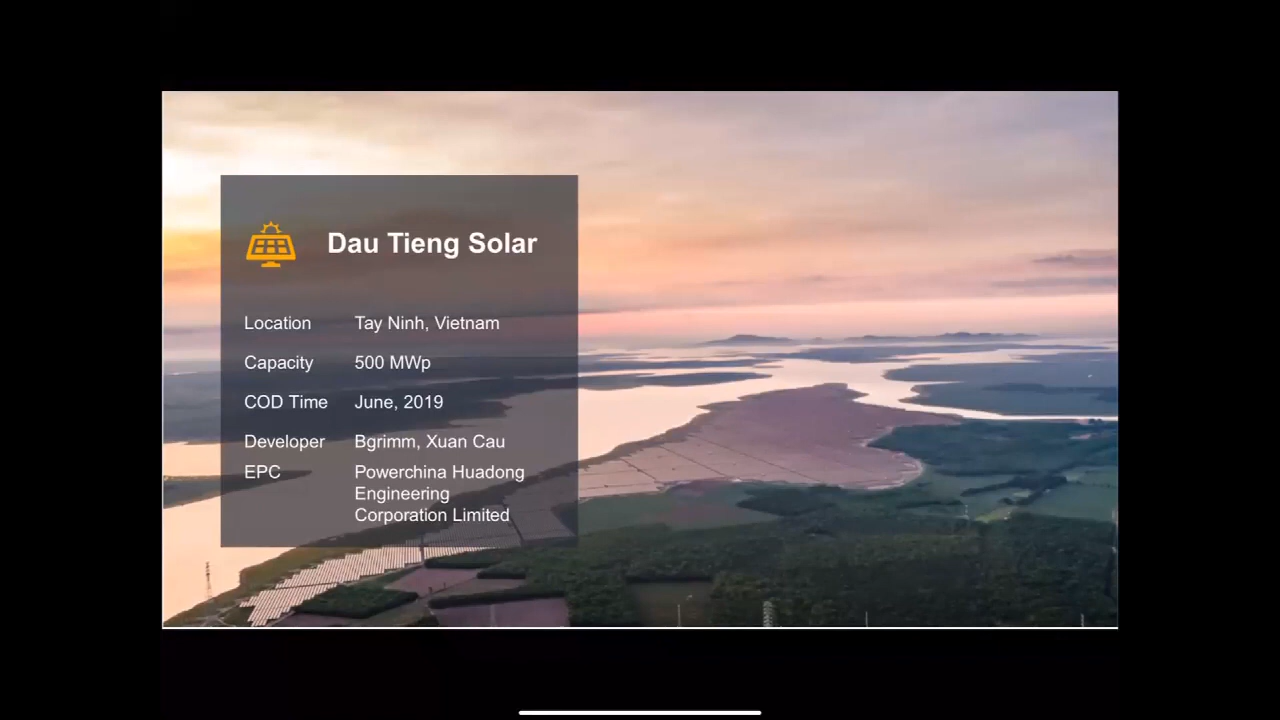 Dau Tieng Solar
Location Tay Ninh, Vietnam
Capacity 500 MWp
COD Time June, 2019
Developer Bgrimm, Xuan Cau
EPC Powerchina Huadong
Engineering
Corporation Limited